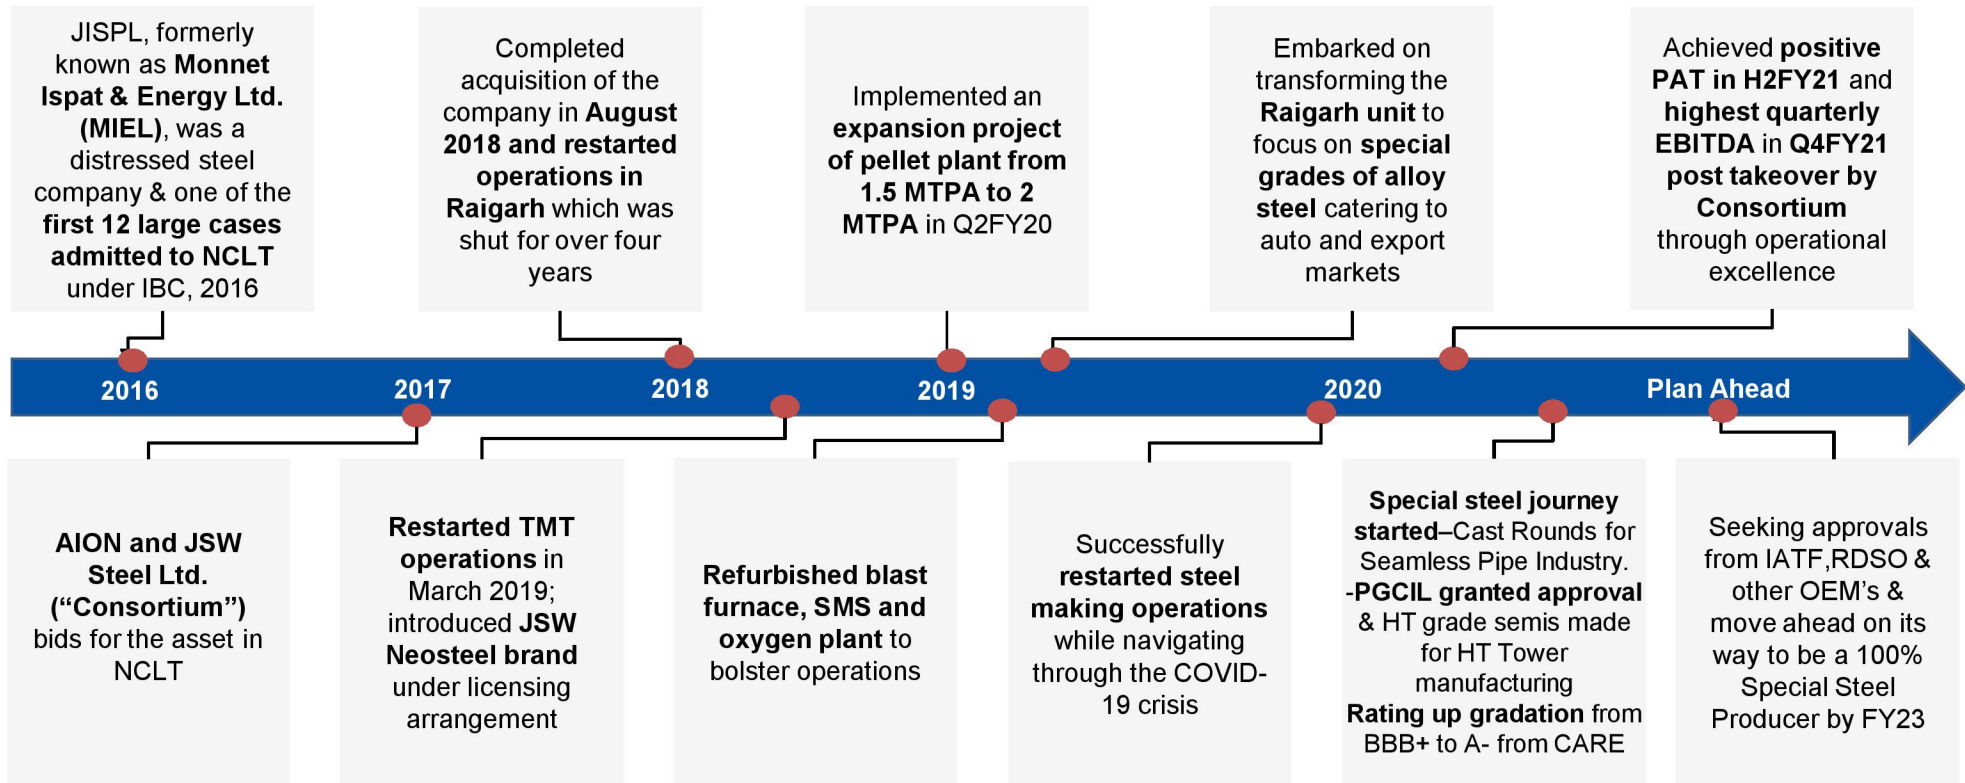 JISPL, formerly
known as Monnet
Ispat & Energy Ltd.
(MIEL), was a
distressed steel
company & one of the
first 12 large cases
admitted to NCLT
under IBC, 2016
Completed
acquisition of the
company in August
2018 and restarted
operations in
Raigarh which was
shut for over four
years
Implemented an
expansion project
of pellet plant from
1.5 MTPA to 2
MTPA in Q2FY20
Embarked on
transforming the
Raigarh unit to
focus on special
grades of alloy
steel catering to
auto and export
markets
Achieved positive
PAT in H2FY21 and
highest quarterly
EBITDA in Q4FY21
post takeover by
Consortium
through operational
excellence
2016
2017
2018
2019
2020
Plan Ahead
AION and JSW
Steel Ltd.
(“Consortium”)
bids for the asset in
NCLT
Restarted TMT
operations in
March 2019;
introduced JSW
Neosteel brand
under licensing
arrangement
Refurbished blast
furnace, SMS and
oxygen plant to
bolster operations
Successfully
restarted steel
making operations
while navigating
through the COVID-
19 crisis
Special steel journey
started–Cast Rounds for
Seamless Pipe Industry.
-PGCIL granted approval
& HT grade semis made
for HT Tower
manufacturing
Rating up gradation from
BBB+ to A- from CARE
Seeking approvals
from IATF,RDSO &
other OEM’s &
move ahead on its
way to be a 100%
Special Steel
Producer by FY23